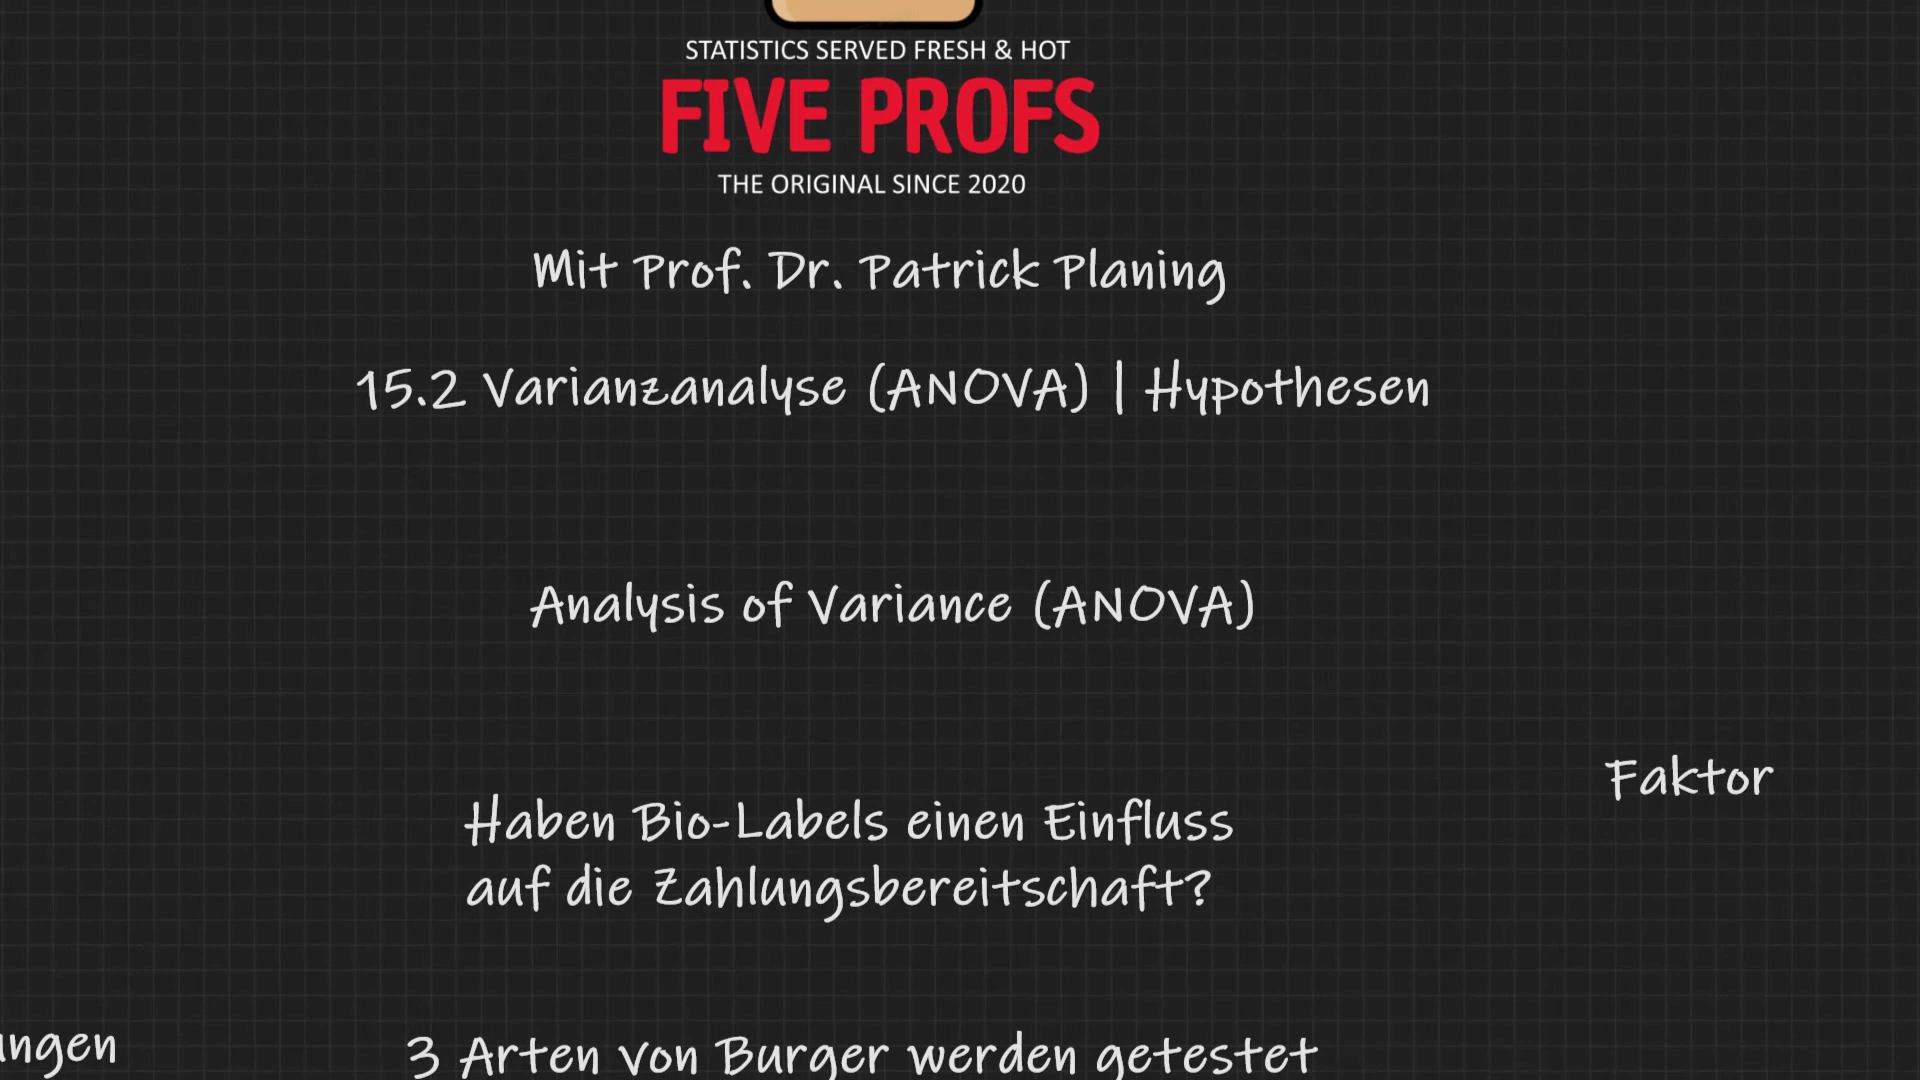 STATISTICS SERVED FRESH & HOT
FIVE PROFS
THE ORIGINAL SINCE 2020
Mit Prof. Dr. Patrick Planing
15.2 Varianzanalyse (ANOVA) | Hypothesen
Analysis of Variance (ANOVA)
Faktor
Haben Bio-Labels einen Einfluss
auf die Zahlungsbereitschaft?
3 Arten von Burger werden getestet